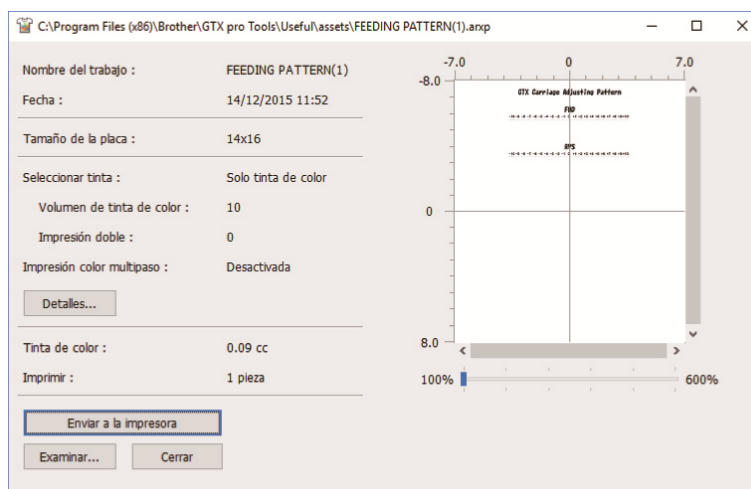 C:\Program Files (x86)\Brother\GTX pro Tools\Useful\assets\FEEDING PATTERN(1).arxp
Nombre del trabajo : FEEDING PATTERN(1)
Fecha : 14/12/2015 11:52
Tamaño de la placa : 14x16
Seleccionar tinta : Solo tinta de color
Volumen de tinta de color : 10
Impresión doble : 0
Impresión color multipaso : Desactivada
Detalles...
Tinta de color : 0.09 cc
Imprimir : 1 pieza
Enviar a la impresora
Examinar... Cerrar
-7.0 0 7.0
-8.0
GTX Carriage Adjusting Pattern
FWD
RPS
0
8.0
100% 600%